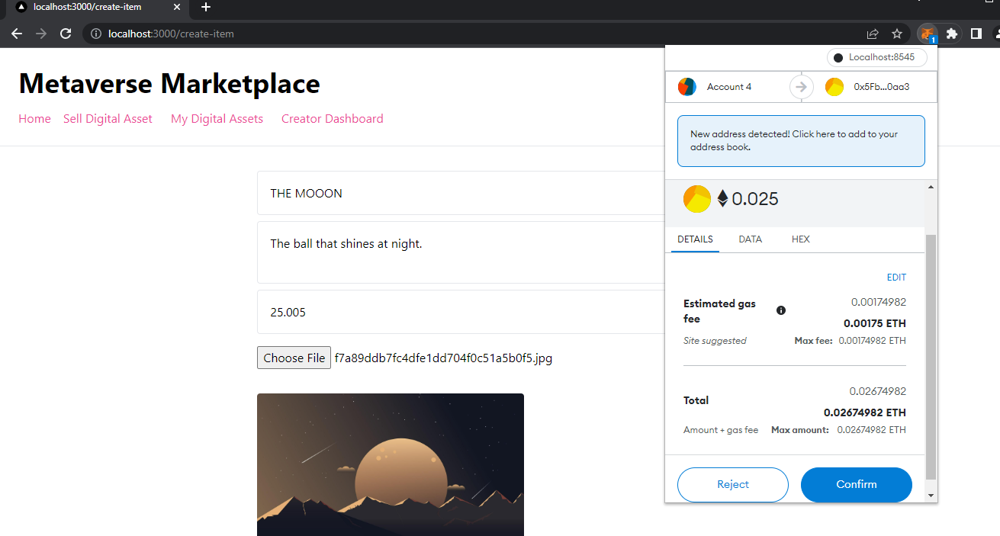 localhost:3000/create-item
localhost:3000/create-item
1
Metaverse Marketplace
Home Sell Digital Asset My Digital Assets Creator Dashboard
THE MOOON
The ball that shines at night.
25.005
Choose File f7a89ddb7fc4dfe1dd704f0c51a5b0f5.jpg
Localhost:8545
Account 4 0x5Fb...0aa3
New address detected! Click here to add to your
address book.
0.025
DETAILS DATA HEX
EDIT
Estimated gas
fee
0.00174982
0.00175 ETH
Site suggested Max fee: 0.00174982 ETH
0.02674982
Total
0.02674982 ETH
Amount + gas fee Max amount: 0.02674982 ETH
Reject Confirm